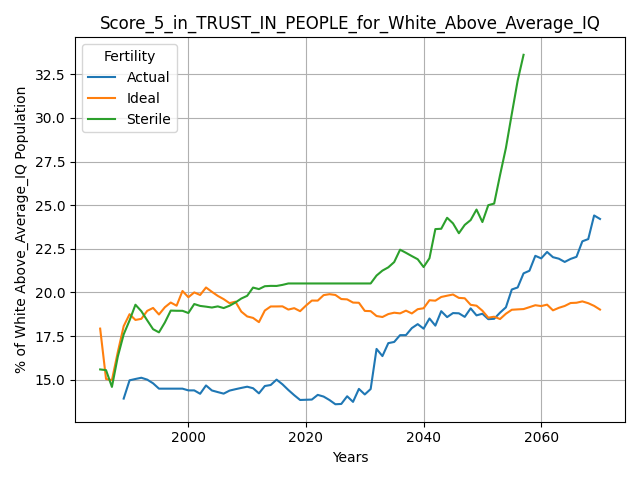 Score_5_in_TRUST_IN_PEOPLE_for_White_Above_Average_IQ
Fertility
Actual
Ideal
Sterile
% of White Above_Average_IQ Population
32.5
30.0
27.5
25.0
22.5
20.0
17.5
15.0
2000
2020
2040
2060
Years